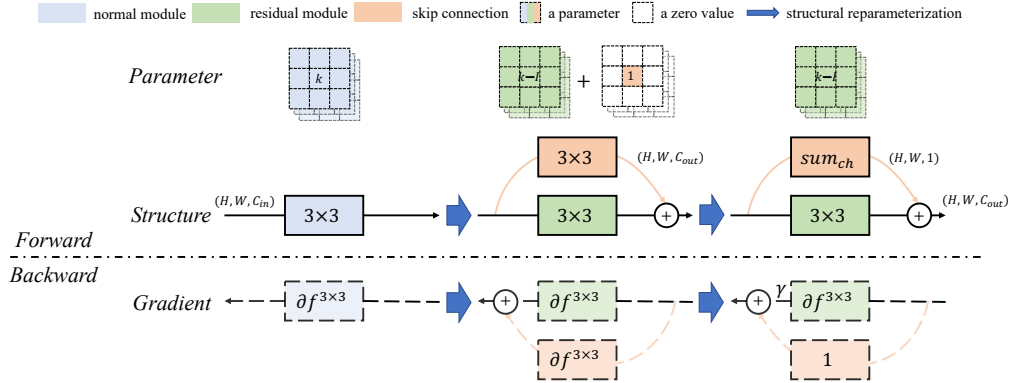 normal module residual module skip connection a parameter a zero value structural reparameterization
Parameter k k−1 + 1 k−1
3×3 (H, W, C_out) sum_ch (H, W, 1)
(H, W, C_in) (H, W, C_out)
Structure 3×3 3×3 + 3×3 +
Forward
Backward
Gradient ∂f^{3×3} + ∂f^{3×3} + γ ∂f^{3×3}
∂f^{3×3} 1